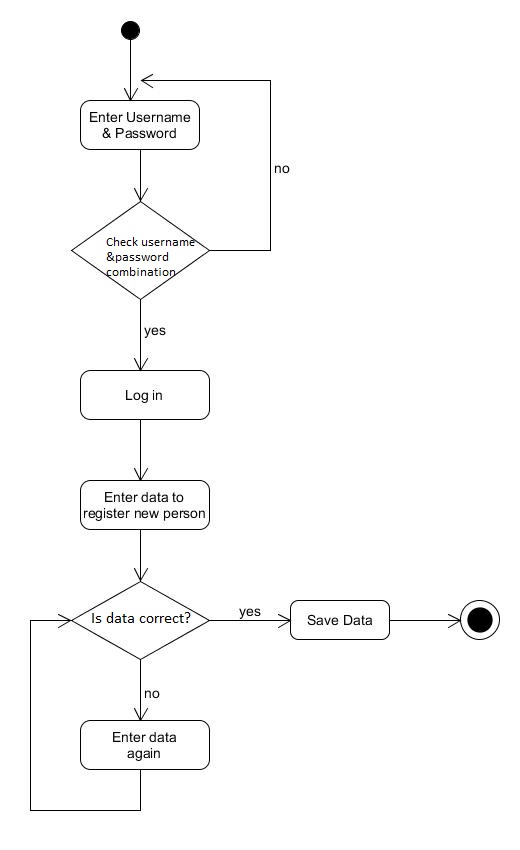 Enter Username
& Password
no
Check username
&password
combination
yes
Log in
Enter data to
register new person
Is data correct?
yes
Save Data
no
Enter data
again